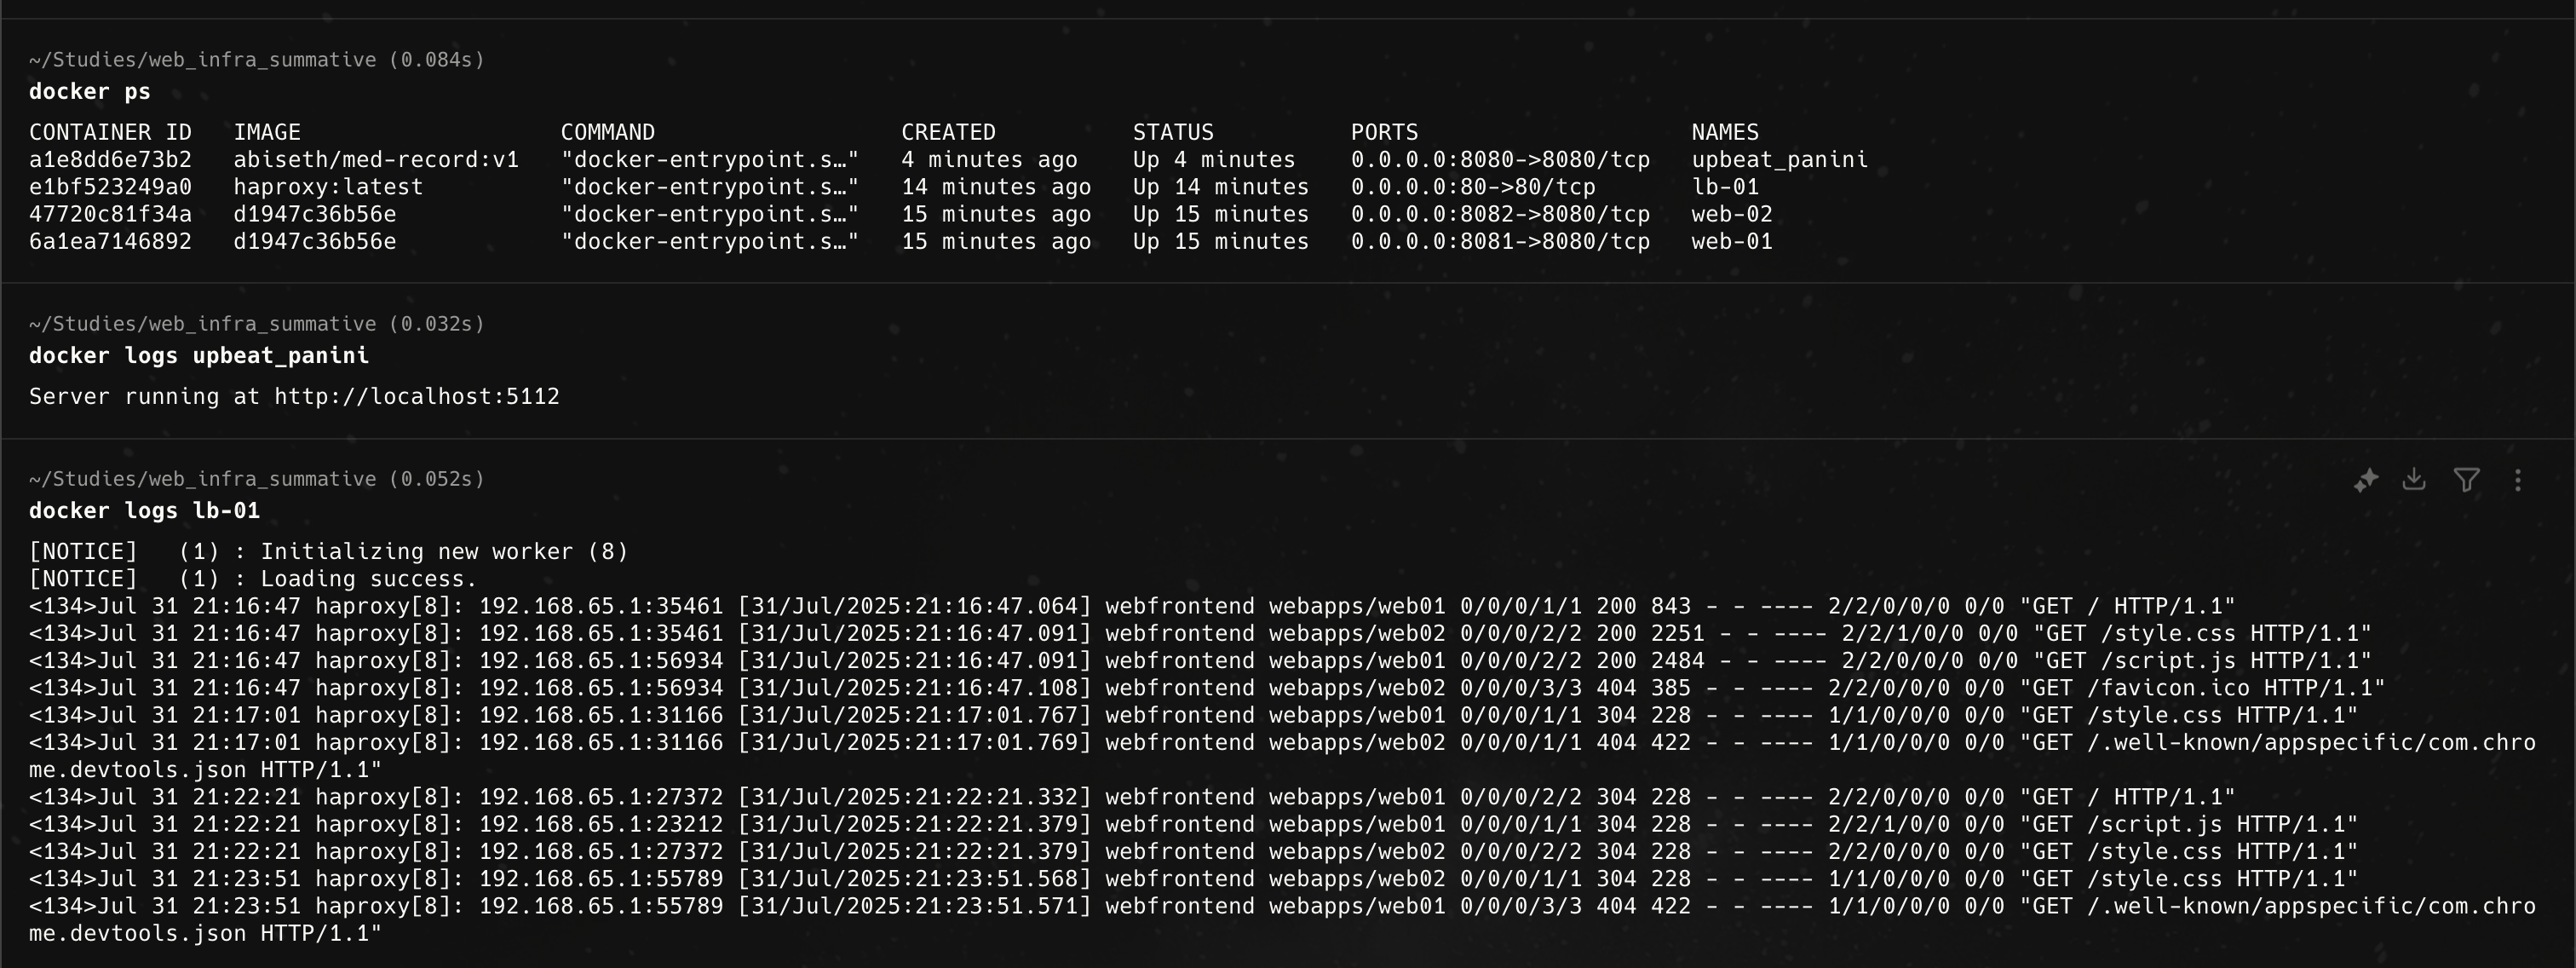 ~/Studies/web_infra_summative (0.084s)
docker ps
CONTAINER ID   IMAGE                   COMMAND                  CREATED          STATUS          PORTS                    NAMES
a1e8dd6e73b2   abiseth/med-record:v1   "docker-entrypoint.s…"   4 minutes ago    Up 4 minutes    0.0.0.0:8080->8080/tcp   upbeat_panini
e1bf523249a0   haproxy:latest          "docker-entrypoint.s…"   14 minutes ago   Up 14 minutes   0.0.0.0:80->80/tcp       lb-01
47720c81f34a   d1947c36b56e            "docker-entrypoint.s…"   15 minutes ago   Up 15 minutes   0.0.0.0:8082->8080/tcp   web-02
6a1ea7146892   d1947c36b56e            "docker-entrypoint.s…"   15 minutes ago   Up 15 minutes   0.0.0.0:8081->8080/tcp   web-01
~/Studies/web_infra_summative (0.032s)
docker logs upbeat_panini
Server running at http://localhost:5112
~/Studies/web_infra_summative (0.052s)
docker logs lb-01
[NOTICE]   (1) : Initializing new worker (8)
[NOTICE]   (1) : Loading success.
<134>Jul 31 21:16:47 haproxy[8]: 192.168.65.1:35461 [31/Jul/2025:21:16:47.064] webfrontend webapps/web01 0/0/0/1/1 200 843 - - ---- 2/2/0/0/0 0/0 "GET / HTTP/1.1"
<134>Jul 31 21:16:47 haproxy[8]: 192.168.65.1:35461 [31/Jul/2025:21:16:47.091] webfrontend webapps/web02 0/0/0/2/2 200 2251 - - ---- 2/2/1/0/0 0/0 "GET /style.css HTTP/1.1"
<134>Jul 31 21:16:47 haproxy[8]: 192.168.65.1:56934 [31/Jul/2025:21:16:47.091] webfrontend webapps/web01 0/0/0/2/2 200 2484 - - ---- 2/2/0/0/0 0/0 "GET /script.js HTTP/1.1"
<134>Jul 31 21:16:47 haproxy[8]: 192.168.65.1:56934 [31/Jul/2025:21:16:47.108] webfrontend webapps/web02 0/0/0/3/3 404 385 - - ---- 2/2/0/0/0 0/0 "GET /favicon.ico HTTP/1.1"
<134>Jul 31 21:17:01 haproxy[8]: 192.168.65.1:31166 [31/Jul/2025:21:17:01.767] webfrontend webapps/web01 0/0/0/1/1 304 228 - - ---- 1/1/0/0/0 0/0 "GET /style.css HTTP/1.1"
<134>Jul 31 21:17:01 haproxy[8]: 192.168.65.1:31166 [31/Jul/2025:21:17:01.769] webfrontend webapps/web02 0/0/0/1/1 404 422 - - ---- 1/1/0/0/0 0/0 "GET /.well-known/appspecific/com.chro
me.devtools.json HTTP/1.1"
<134>Jul 31 21:22:21 haproxy[8]: 192.168.65.1:27372 [31/Jul/2025:21:22:21.332] webfrontend webapps/web01 0/0/0/2/2 304 228 - - ---- 2/2/0/0/0 0/0 "GET / HTTP/1.1"
<134>Jul 31 21:22:21 haproxy[8]: 192.168.65.1:23212 [31/Jul/2025:21:22:21.379] webfrontend webapps/web01 0/0/0/1/1 304 228 - - ---- 2/2/1/0/0 0/0 "GET /script.js HTTP/1.1"
<134>Jul 31 21:22:21 haproxy[8]: 192.168.65.1:27372 [31/Jul/2025:21:22:21.379] webfrontend webapps/web02 0/0/0/2/2 304 228 - - ---- 2/2/0/0/0 0/0 "GET /style.css HTTP/1.1"
<134>Jul 31 21:23:51 haproxy[8]: 192.168.65.1:55789 [31/Jul/2025:21:23:51.568] webfrontend webapps/web02 0/0/0/1/1 304 228 - - ---- 1/1/0/0/0 0/0 "GET /style.css HTTP/1.1"
<134>Jul 31 21:23:51 haproxy[8]: 192.168.65.1:55789 [31/Jul/2025:21:23:51.571] webfrontend webapps/web01 0/0/0/3/3 404 422 - - ---- 1/1/0/0/0 0/0 "GET /.well-known/appspecific/com.chro
me.devtools.json HTTP/1.1"